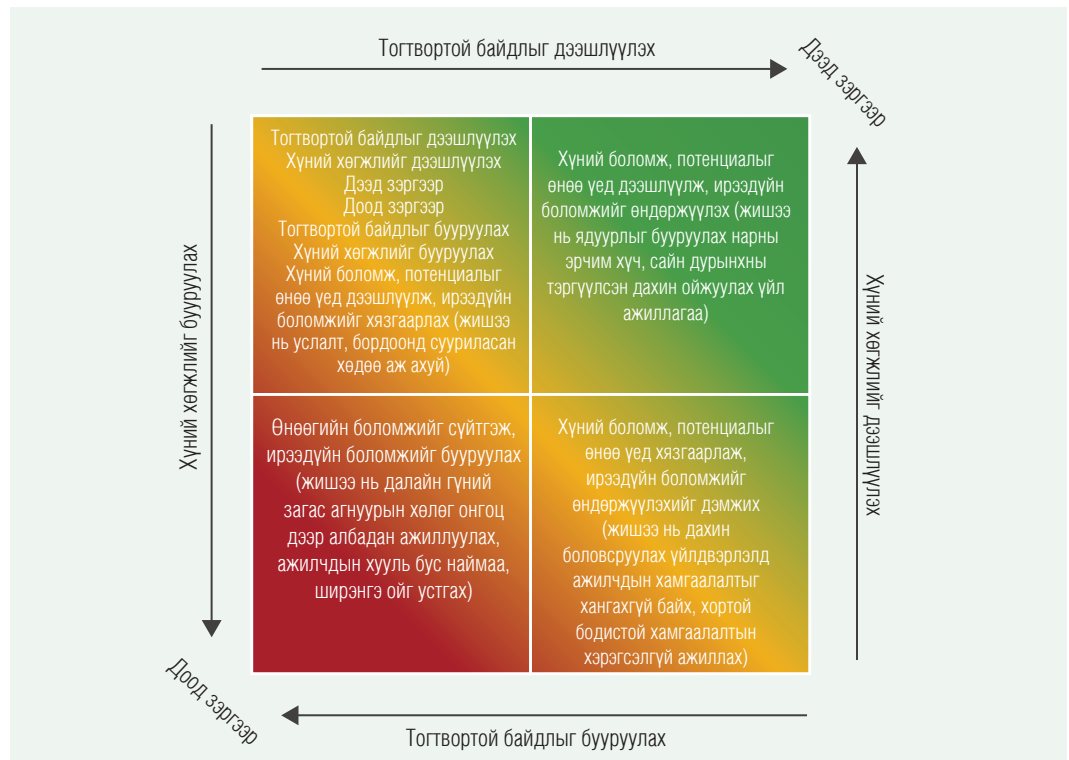 Тогтвортой байдлыг дээшлүүлэх
Дээд зэргээр
Хүний хөгжлийг бууруулах
Тогтвортой байдлыг дээшлүүлэх
Хүний хөгжлийг дээшлүүлэх
Дээд зэргээр
Доод зэргээр
Тогтвортой байдлыг бууруулах
Хүний хөгжлийг бууруулах
Хүний боломж, потенциалыг
өнөө үед дээшлүүлж, ирээдүйн
боломжийг хязгаарлах (жишээ
нь услалт, бордоонд суурилсан
хөдөө аж ахуй)
Хүний боломж, потенциалыг
өнөө үед дээшлүүлж, ирээдүйн
боломжийг өндөржүүлэх (жишээ
нь ядуурлыг бууруулах нарны
эрчим хүч, сайн дурынхны
тэргүүлсэн дахин ойжуулах үйл
ажиллагаа)
Хүний хөгжлийг дээшлүүлэх
Өнөөгийн боломжийг сүйтгэж,
ирээдүйн боломжийг бууруулах
(жишээ нь далайн гүний
загас агнуурын хөлөг онгоц
дээр албадан ажиллуулах,
ажилчдын хууль бус наймаа,
ширэнгэ ойг устгах)
Хүний боломж, потенциалыг
өнөө үед хязгаарлаж,
ирээдүйн боломжийг
өндөржүүлэхийг дэмжих
(жишээ нь дахин
боловсруулах үйлдвэрлэлд
ажилчдын хамгаалалтыг
хангахгүй байх, хортой
бодистой хамгаалалтын
хэрэгсэлгүй ажиллах)
Доод зэргээр
Тогтвортой байдлыг бууруулах